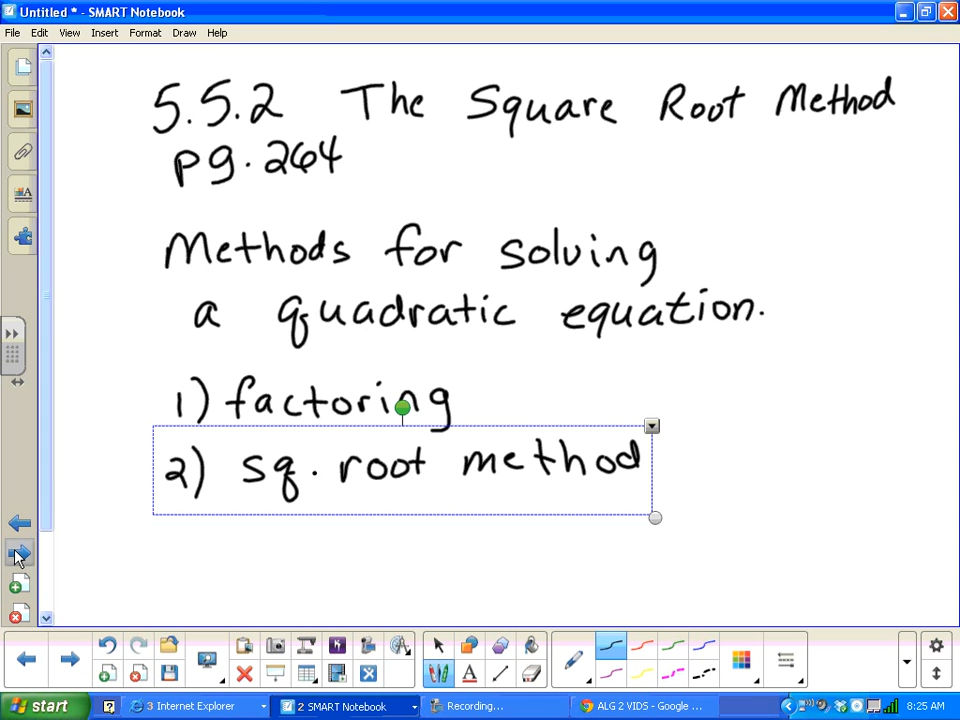 Untitled * - SMART Notebook
File Edit View Insert Format Draw Help
5.5.2 The Square Root Method
pg. 264
Methods for solving
a quadratic equation.
1) factoring
2) sq. root method
start
3 Internet Explorer
2 SMART Notebook
Recording...
ALG 2 VIDS - Google ...
8:25 AM